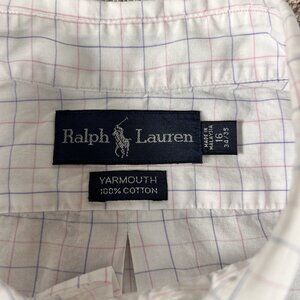 Ralph Lauren
MADE IN
MALAYSIA
16
34/35
YARMOUTH
100% COTTON